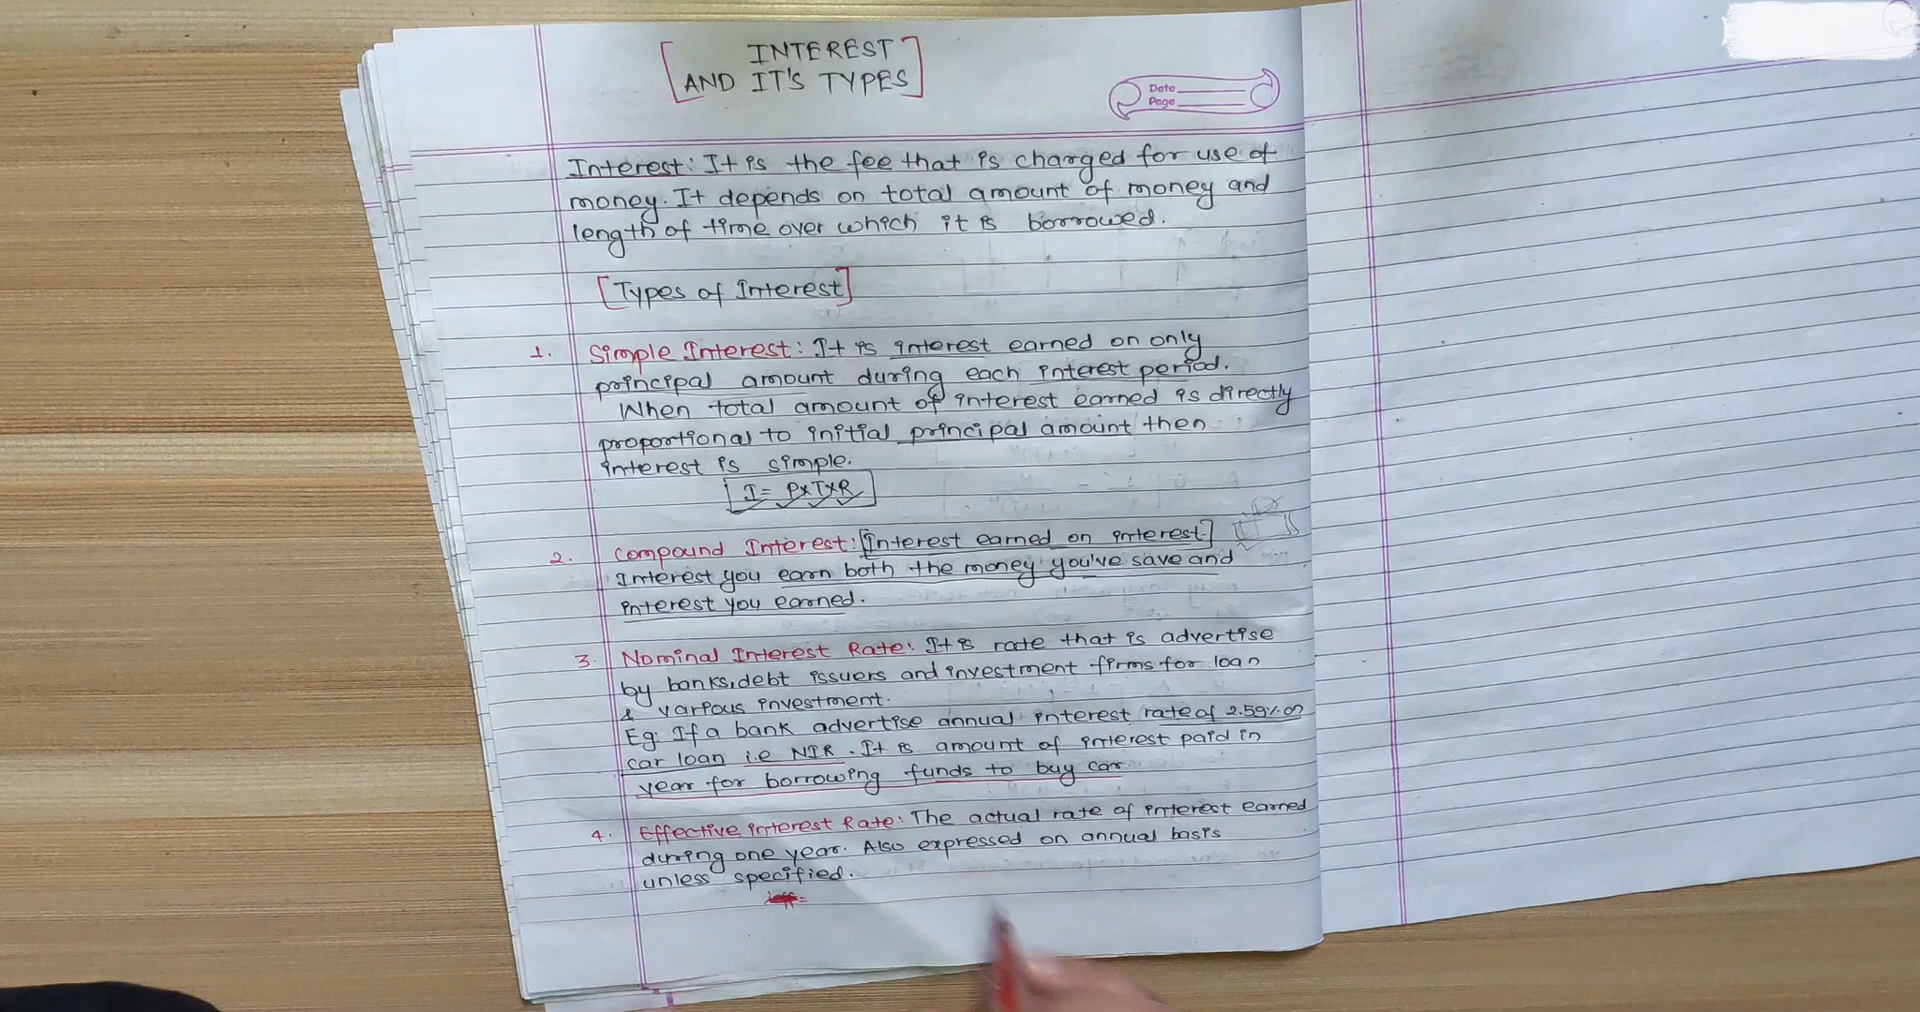 INTEREST
AND IT'S TYPES
Date
Page
Interest: It is the fee that is charged for use of
money. It depends on total amount of money and
length of time over which it is borrowed.
[Types of Interest]
1. Simple Interest: It is interest earned on only
principal amount during each interest period.
When total amount of interest earned is directly
proportional to initial principal amount then
interest is simple.
I = P×T×R
2. Compound Interest: [Interest earned on interest]
Interest you earn both the money you've save and
interest you earned.
3. Nominal Interest Rate: It is rate that is advertise
by banks, debt issuers and investment firms for loan
& various investment.
Eg: If a bank advertise annual interest rate of 2.59% on
car loan i.e NIR. It is amount of interest paid in
year for borrowing funds to buy car.
4. Effective interest Rate: The actual rate of interest earned
during one year. Also expressed on annual basis
unless specified.